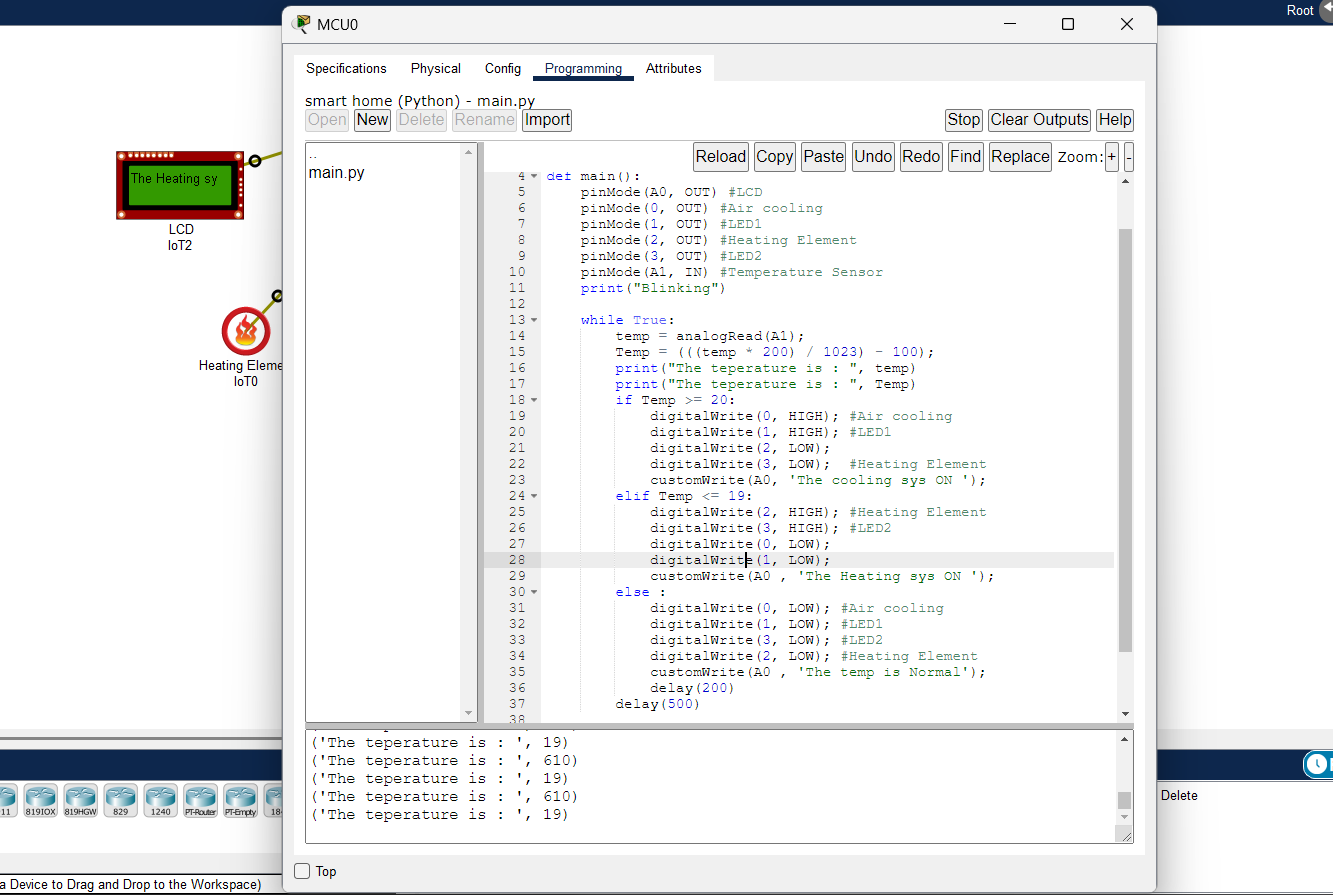 Root
MCU0
Specifications Physical Config Programming Attributes
smart home (Python) - main.py
Open New Delete Rename Import Stop Clear Outputs Help
Reload Copy Paste Undo Redo Find Replace Zoom: + -
..
main.py
4 def main():
5 pinMode(A0, OUT) #LCD
6 pinMode(0, OUT) #Air cooling
7 pinMode(1, OUT) #LED1
8 pinMode(2, OUT) #Heating Element
9 pinMode(3, OUT) #LED2
10 pinMode(A1, IN) #Temperature Sensor
11 print("Blinking")
12
13 while True:
14 temp = analogRead(A1);
15 Temp = (((temp * 200) / 1023) - 100);
16 print("The teperature is : ", temp)
17 print("The teperature is : ", Temp)
18 if Temp >= 20:
19 digitalWrite(0, HIGH); #Air cooling
20 digitalWrite(1, HIGH); #LED1
21 digitalWrite(2, LOW);
22 digitalWrite(3, LOW); #Heating Element
23 customWrite(A0, 'The cooling sys ON ');
24 elif Temp <= 19:
25 digitalWrite(2, HIGH); #Heating Element
26 digitalWrite(3, HIGH); #LED2
27 digitalWrite(0, LOW);
28 digitalWrite(1, LOW);
29 customWrite(A0 , 'The Heating sys ON ');
30 else :
31 digitalWrite(0, LOW); #Air cooling
32 digitalWrite(1, LOW); #LED1
33 digitalWrite(3, LOW); #LED2
34 digitalWrite(2, LOW); #Heating Element
35 customWrite(A0 , 'The temp is Normal');
36 delay(200)
37 delay(500)
38
('The teperature is : ', 19)
('The teperature is : ', 610)
('The teperature is : ', 19)
('The teperature is : ', 610)
('The teperature is : ', 19)
Top
The Heating sy
LCD
IoT2
Heating Eleme
IoT0
11 819IOX 819HGW 829 1240 PT-Router PT-Empty 18
a Device to Drag and Drop to the Workspace)
Delete